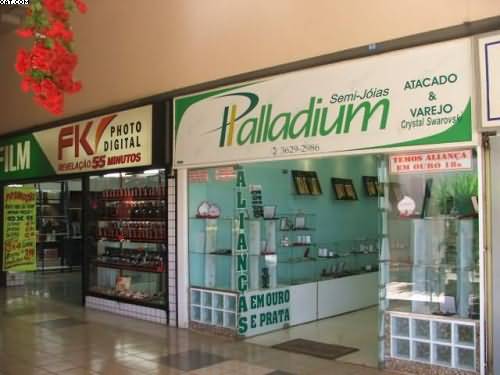 FILM
FK PHOTO
DIGITAL
REVELAÇÃO 55 MINUTOS
Semi-Jóias
Palladium
3629-2986
ATACADO
&
VAREJO
Crystal Swarovsk
TEMOS ALIANÇA
EM OURO 18k
ALIANÇAS
EM OURO
E PRATA